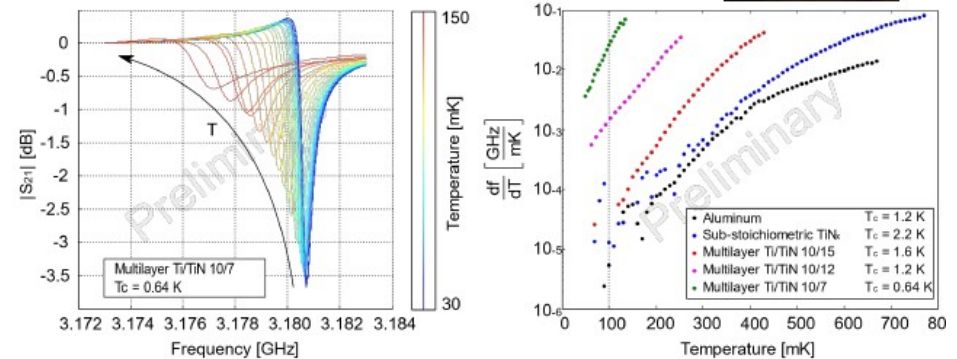 0
-0.5
-1
-1.5
-2
-2.5
-3
-3.5
|S21| [dB]
T
Preliminary
Multilayer Ti/TiN 10/7
Tc = 0.64 K
3.172 3.174 3.176 3.178 3.180 3.182 3.184
Frequency [GHz]
150
Temperature [mK]
30
10-1
10-2
10-3
10-4
10-5
10-6
df
dT
[GHz
mK]
Preliminary
Aluminum Tc = 1.2 K
Sub-stoichiometric TiNx Tc = 2.2 K
Multilayer Ti/TiN 10/15 Tc = 1.6 K
Multilayer Ti/TiN 10/12 Tc = 1.2 K
Multilayer Ti/TiN 10/7 Tc = 0.64 K
0 100 200 300 400 500 600 700 80
Temperature [mK]